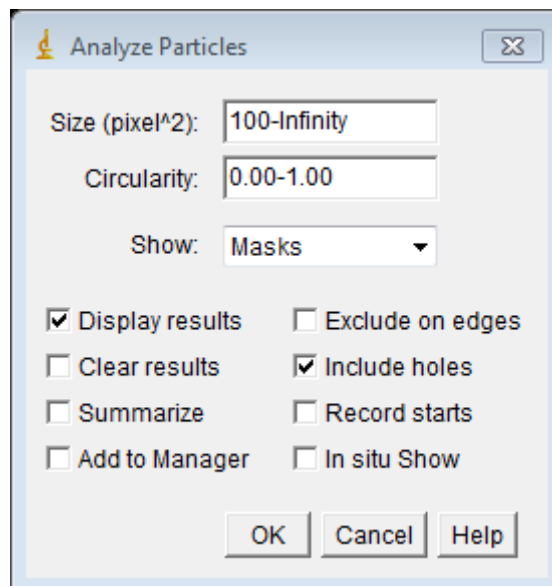 Analyze Particles
Size (pixel^2): 100-Infinity
Circularity: 0.00-1.00
Show: Masks
Display results Exclude on edges
Clear results Include holes
Summarize Record starts
Add to Manager In situ Show
OK Cancel Help